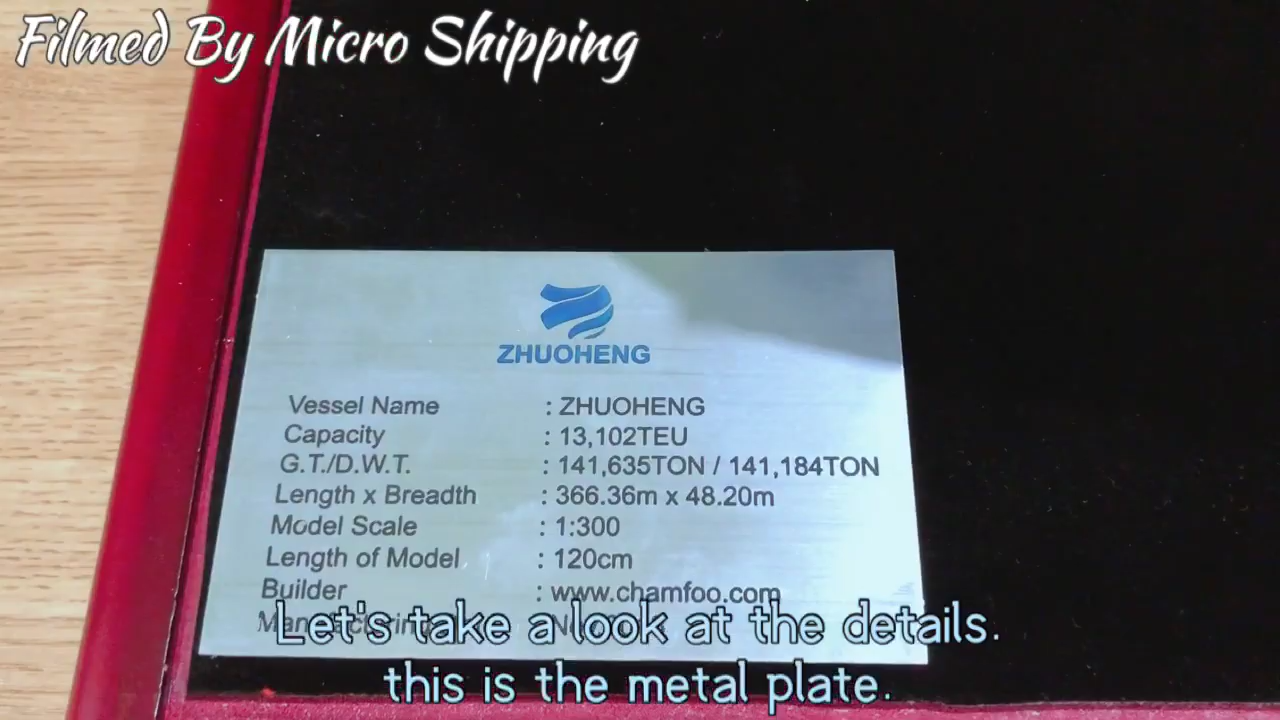 Filmed By Micro Shipping
ZHUOHENG
Vessel Name : ZHUOHENG
Capacity : 13,102TEU
G.T./D.W.T. : 141,635TON / 141,184TON
Length x Breadth : 366.36m x 48.20m
Model Scale : 1:300
Length of Model : 120cm
Builder : www.chamfoo.com
Let's take a look at the details.
this is the metal plate.